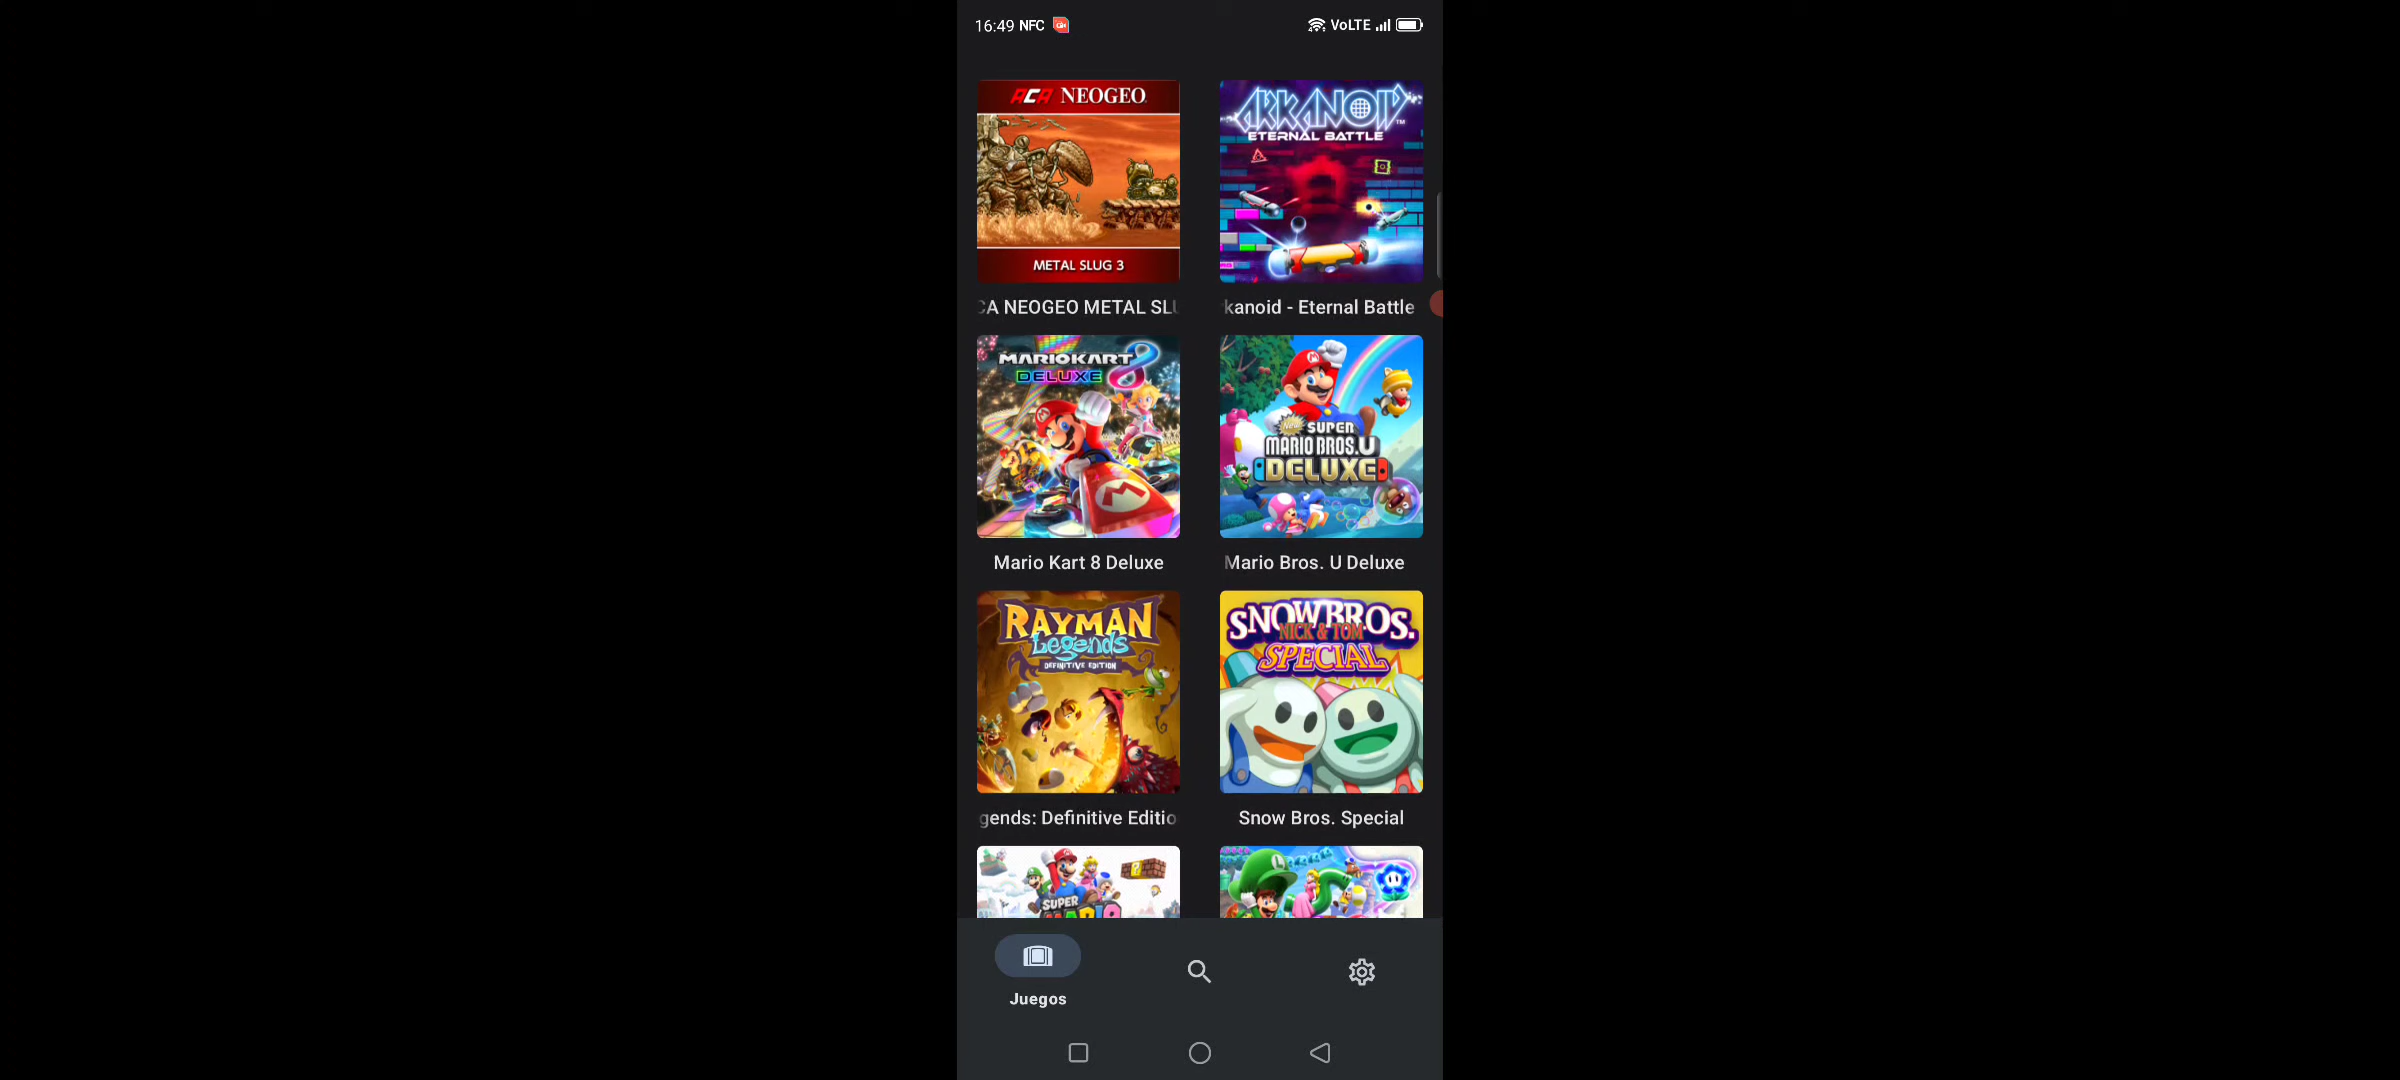 16:49 NFC
VoLTE
ACA NEOGEO
METAL SLUG 3
ARKANOID
ETERNAL BATTLE
CA NEOGEO METAL SLU
kanoid - Eternal Battle
MARIOKART 8
DELUXE
New SUPER
MARIO BROS. U
DELUXE
Mario Kart 8 Deluxe
Mario Bros. U Deluxe
RAYMAN
Legends
DEFINITIVE EDITION
SNOW BROS.
NICK & TOM
SPECIAL
gends: Definitive Editio
Snow Bros. Special
SUPER
MARIO
Juegos